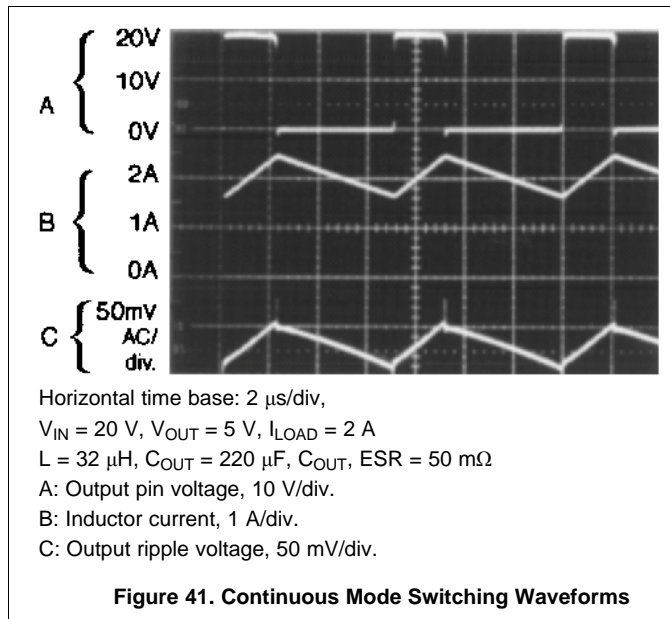 A
20V
10V
0V
B
2A
1A
0A
C
50mV
AC/
div.
Horizontal time base: 2 μs/div,
V_IN = 20 V, V_OUT = 5 V, I_LOAD = 2 A
L = 32 μH, C_OUT = 220 μF, C_OUT, ESR = 50 mΩ
A: Output pin voltage, 10 V/div.
B: Inductor current, 1 A/div.
C: Output ripple voltage, 50 mV/div.
Figure 41. Continuous Mode Switching Waveforms